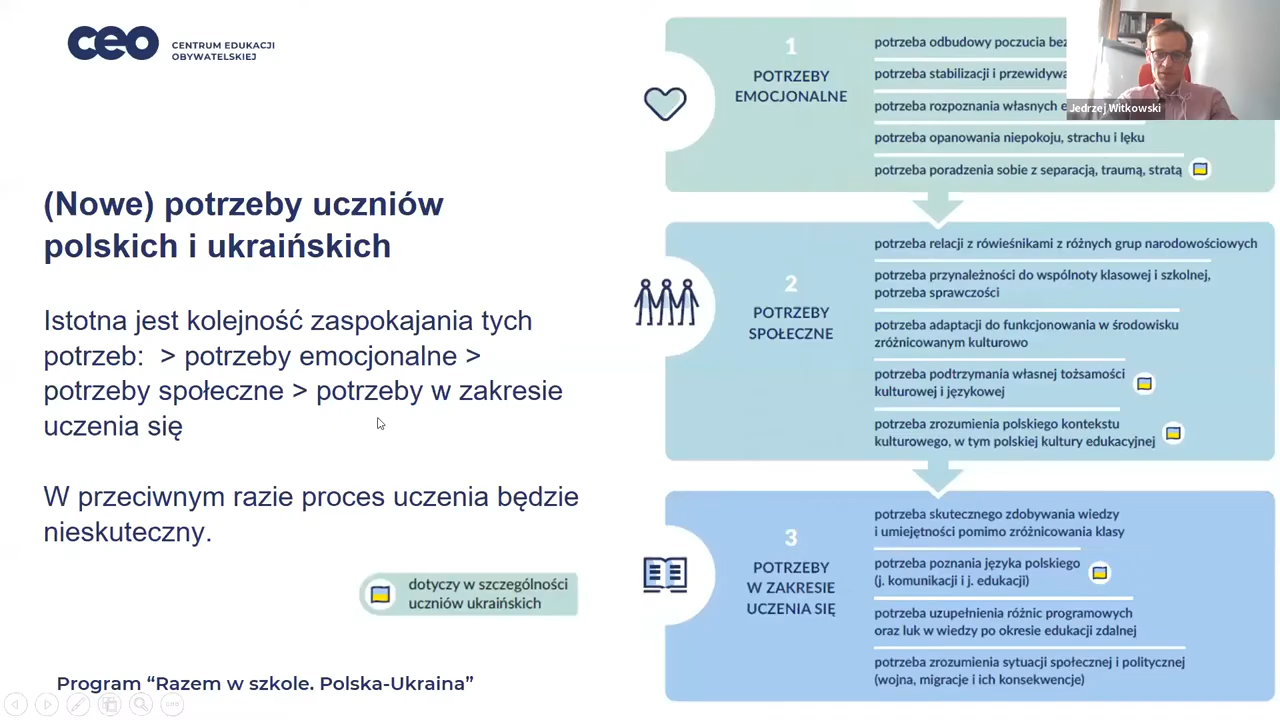 ceo
CENTRUM EDUKACJI
OBYWATELSKIEJ
(Nowe) potrzeby uczniów
polskich i ukraińskich
Istotna jest kolejność zaspokajania tych
potrzeb: > potrzeby emocjonalne >
potrzeby społeczne > potrzeby w zakresie
uczenia się
W przeciwnym razie proces uczenia będzie
nieskuteczny.
dotyczy w szczególności
uczniów ukraińskich
Program “Razem w szkole. Polska-Ukraina”
1
POTRZEBY
EMOCJONALNE
potrzeba odbudowy poczucia
potrzeba stabilizacji i
potrzeba rozpoznania własnych
potrzeba opanowania niepokoju, strachu i lęku
potrzeba poradzenia sobie z separacją, traumą, stratą
2
POTRZEBY
SPOŁECZNE
potrzeba relacji z rówieśnikami z różnych grup narodowościowych
potrzeba przynależności do wspólnoty klasowej i szkolnej,
potrzeba sprawczości
potrzeba adaptacji do funkcjonowania w środowisku
zróżnicowanym kulturowo
potrzeba podtrzymania własnej tożsamości
kulturowej i językowej
potrzeba zrozumienia polskiego kontekstu
kulturowego, w tym polskiej kultury edukacyjnej
3
POTRZEBY
W ZAKRESIE
UCZENIA SIĘ
potrzeba skutecznego zdobywania wiedzy
i umiejętności pomimo zróżnicowania klasy
potrzeba poznania języka polskiego
(j. komunikacji i j. edukacji)
potrzeba uzupełnienia różnic programowych
oraz luk w wiedzy po okresie edukacji zdalnej
potrzeba zrozumienia sytuacji społecznej i politycznej
(wojna, migracje i ich konsekwencje)
Jedrzej Witkowski